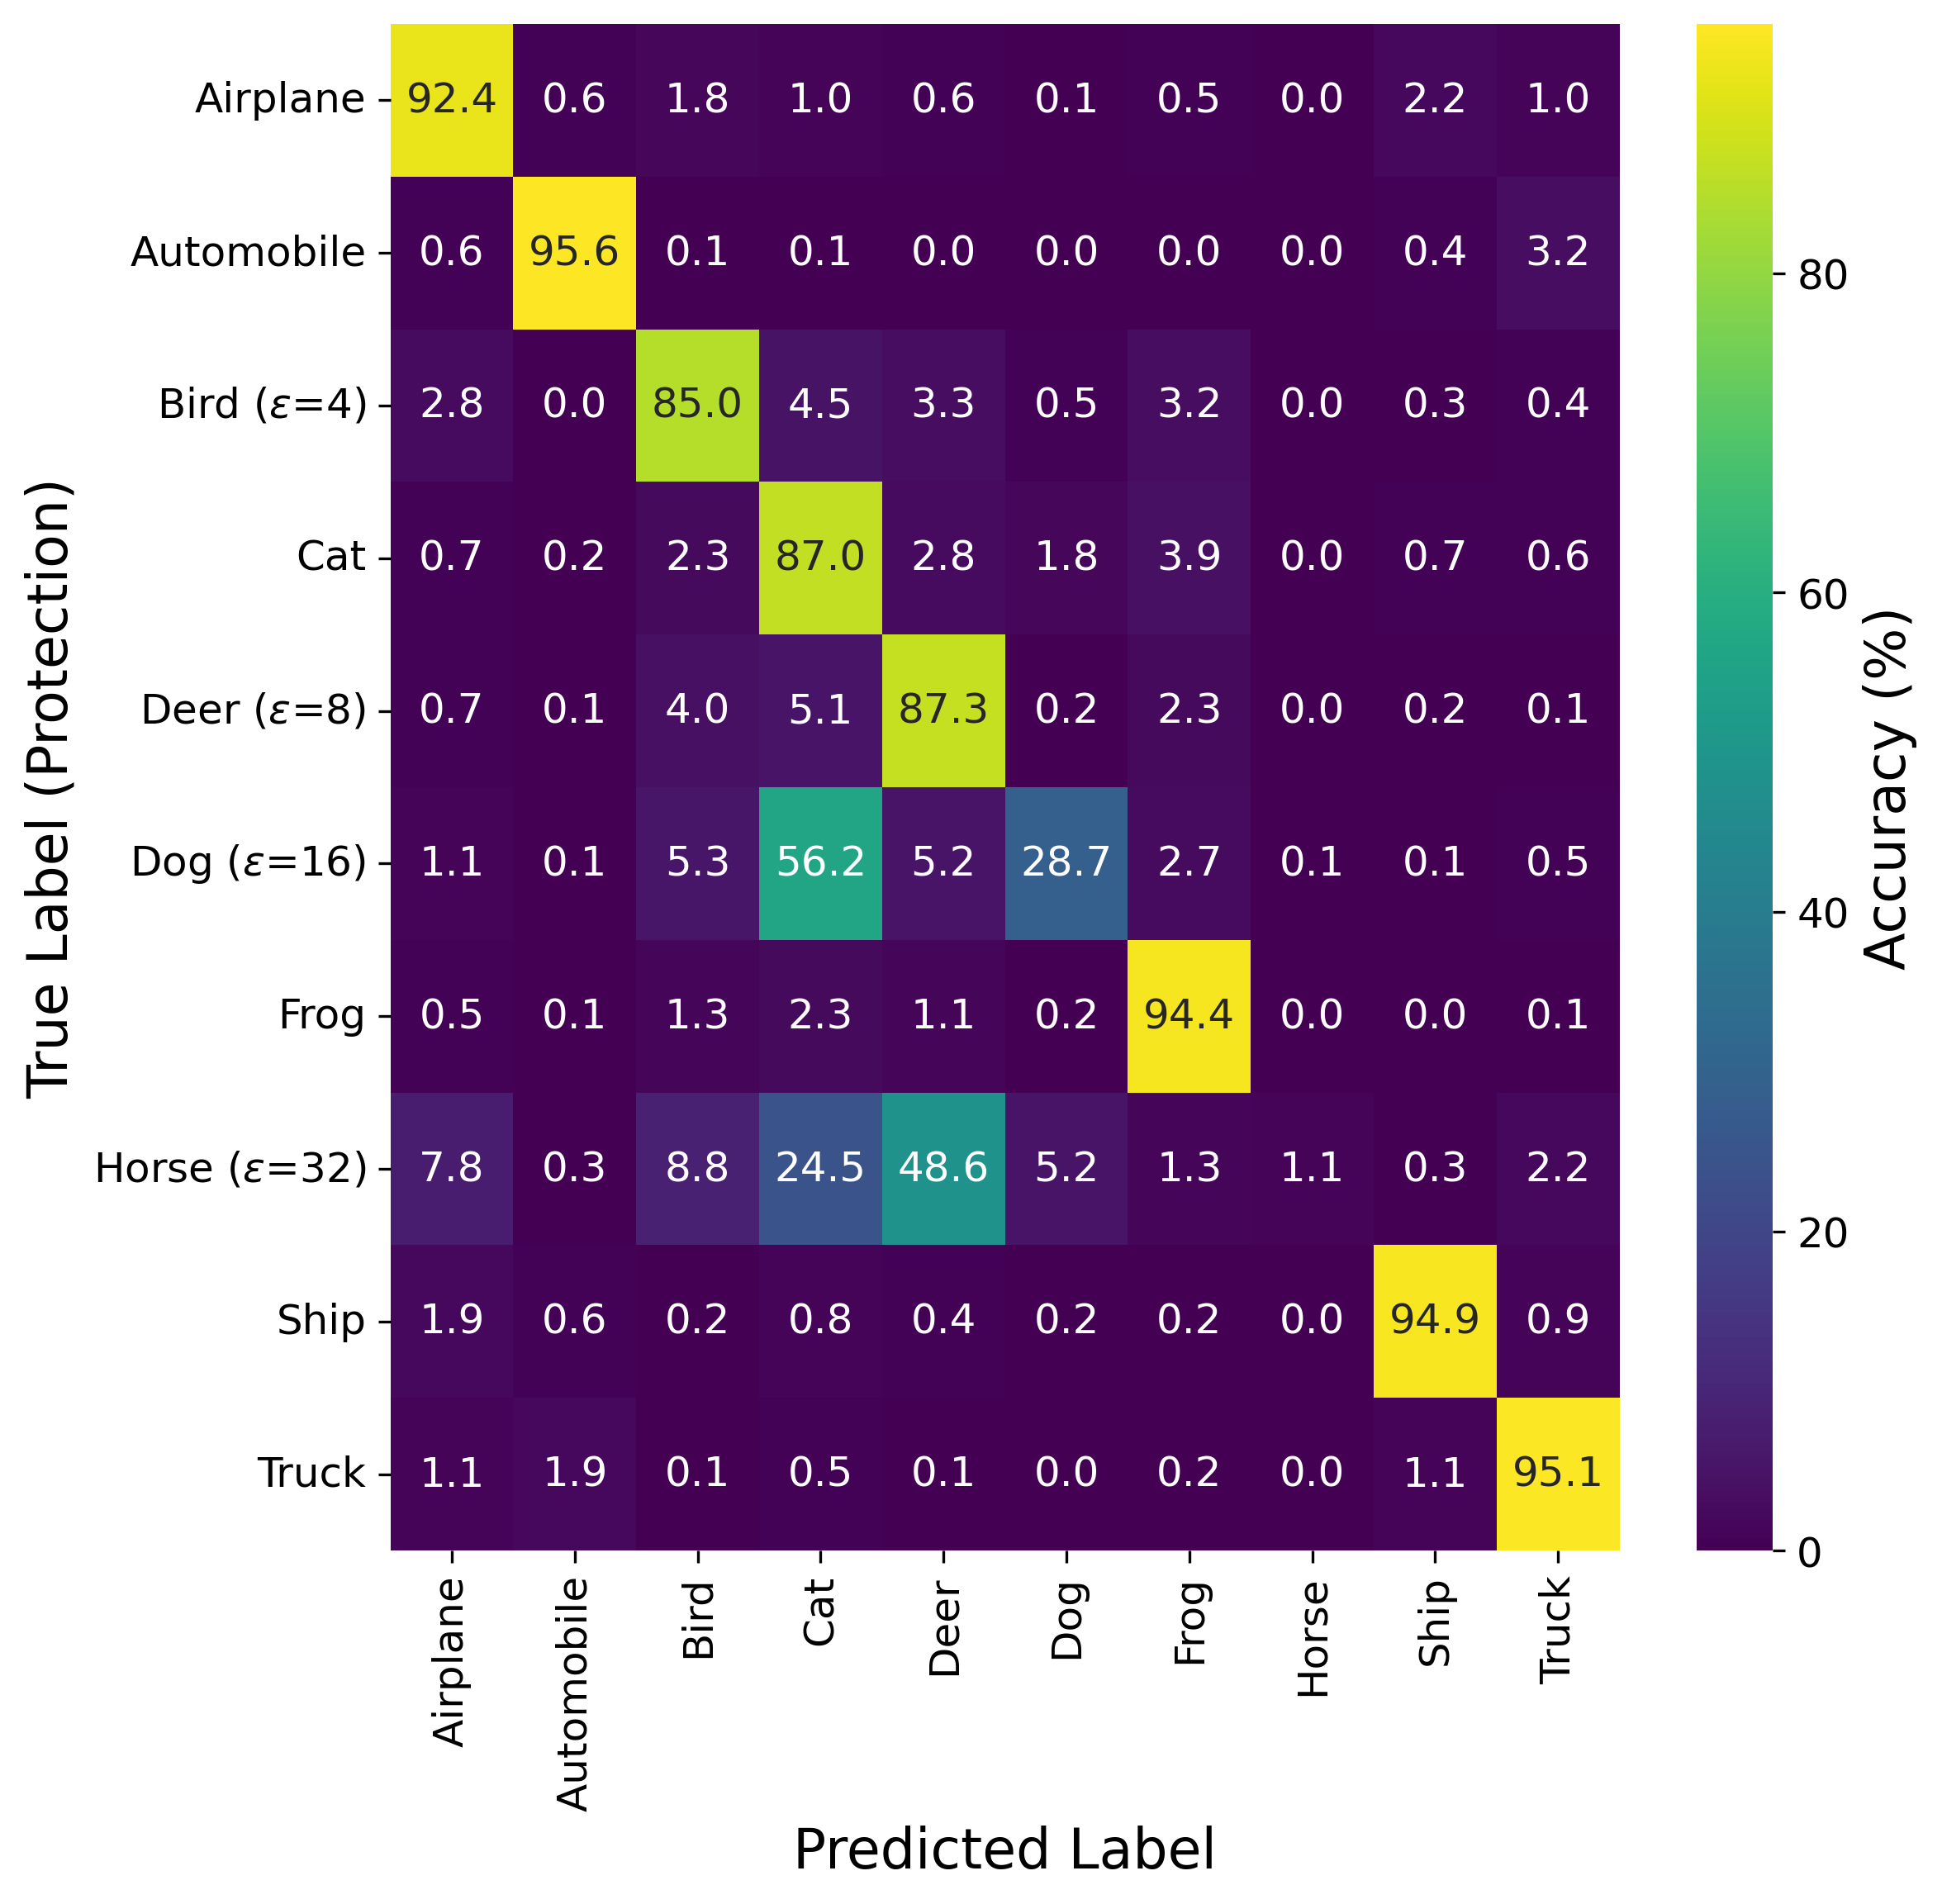 Airplane 92.4 0.6 1.8 1.0 0.6 0.1 0.5 0.0 2.2 1.0
Automobile 0.6 95.6 0.1 0.1 0.0 0.0 0.0 0.0 0.4 3.2
Bird (ε=4) 2.8 0.0 85.0 4.5 3.3 0.5 3.2 0.0 0.3 0.4
Cat 0.7 0.2 2.3 87.0 2.8 1.8 3.9 0.0 0.7 0.6
Deer (ε=8) 0.7 0.1 4.0 5.1 87.3 0.2 2.3 0.0 0.2 0.1
Dog (ε=16) 1.1 0.1 5.3 56.2 5.2 28.7 2.7 0.1 0.1 0.5
Frog 0.5 0.1 1.3 2.3 1.1 0.2 94.4 0.0 0.0 0.1
Horse (ε=32) 7.8 0.3 8.8 24.5 48.6 5.2 1.3 1.1 0.3 2.2
Ship 1.9 0.6 0.2 0.8 0.4 0.2 0.2 0.0 94.9 0.9
Truck 1.1 1.9 0.1 0.5 0.1 0.0 0.2 0.0 1.1 95.1
True Label (Protection)
Airplane
Automobile
Bird
Cat
Deer
Dog
Frog
Horse
Ship
Truck
Predicted Label
80
60
40
20
0
Accuracy (%)